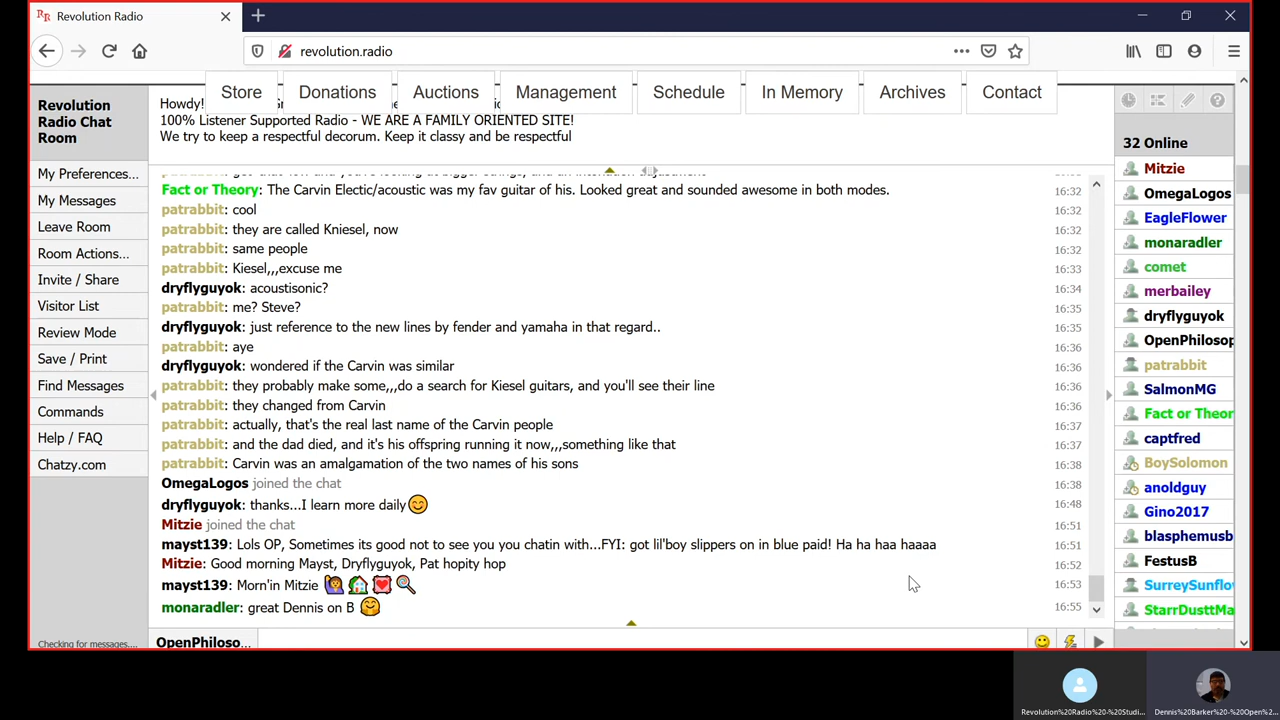 Revolution Radio
revolution.radio
Store Donations Auctions Management Schedule In Memory Archives Contact
Howdy!
100% Listener Supported Radio - WE ARE A FAMILY ORIENTED SITE!
We try to keep a respectful decorum. Keep it classy and be respectful
Revolution
Radio Chat
Room
My Preferences...
My Messages
Leave Room
Room Actions...
Invite / Share
Visitor List
Review Mode
Save / Print
Find Messages
Commands
Help / FAQ
Chatzy.com
Checking for messages....
Fact or Theory: The Carvin Electic/acoustic was my fav guitar of his. Looked great and sounded awesome in both modes. 16:32
patrabbit: cool 16:32
patrabbit: they are called Kniesel, now 16:32
patrabbit: same people 16:32
patrabbit: Kiesel,,,excuse me 16:33
dryflyguyok: acoustisonic? 16:34
patrabbit: me? Steve? 16:35
dryflyguyok: just reference to the new lines by fender and yamaha in that regard.. 16:35
patrabbit: aye 16:36
dryflyguyok: wondered if the Carvin was similar 16:36
patrabbit: they probably make some,,,do a search for Kiesel guitars, and you'll see their line 16:36
patrabbit: they changed from Carvin 16:36
patrabbit: actually, that's the real last name of the Carvin people 16:37
patrabbit: and the dad died, and it's his offspring running it now,,,something like that 16:37
patrabbit: Carvin was an amalgamation of the two names of his sons 16:38
OmegaLogos joined the chat 16:38
dryflyguyok: thanks...I learn more daily😊 16:48
Mitzie joined the chat 16:51
mayst139: Lols OP, Sometimes its good not to see you you chatin with...FYI: got lil'boy slippers on in blue paid! Ha ha haa haaaa 16:51
Mitzie: Good morning Mayst, Dryflyguyok, Pat hopity hop 16:52
mayst139: Morn'in Mitzie 16:53
monaradler: great Dennis on B 🤗 16:55
OpenPhiloso...
32 Online
Mitzie
OmegaLogos
EagleFlower
monaradler
comet
merbailey
dryflyguyok
OpenPhilosop
patrabbit
SalmonMG
Fact or Theor
captfred
BoySolomon
anoldguy
Gino2017
blasphemusb
FestusB
SurreySunflo
StarrDusttMa
Revolution%20Radio%20-%20Studi...
Dennis%20Barker%20-%20Open%2...